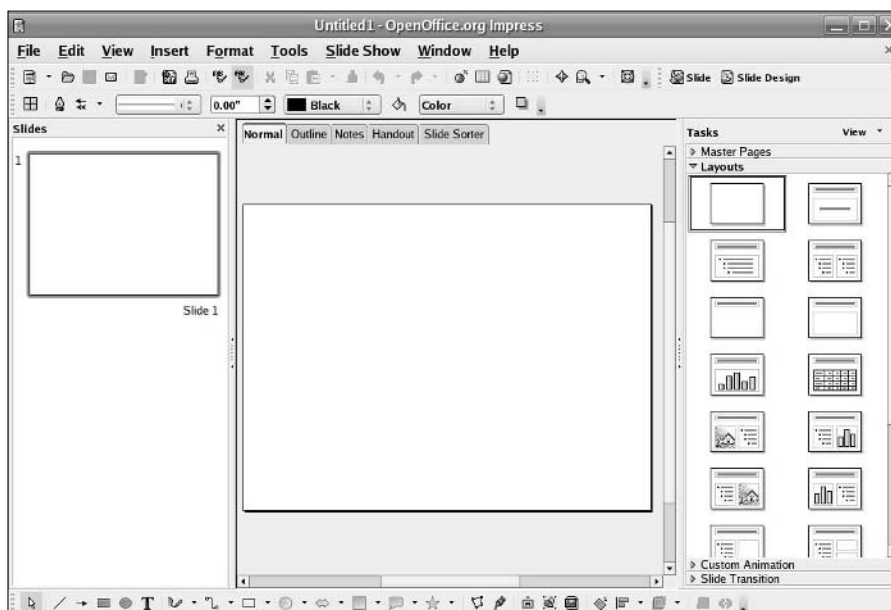 Untitled1 - OpenOffice.org Impress
File Edit View Insert Format Tools Slide Show Window Help
Slide Slide Design
0.00" Black Color
Slides
Normal Outline Notes Handout Slide Sorter
Tasks View
Master Pages
Layouts
1
Slide 1
Custom Animation
Slide Transition
T